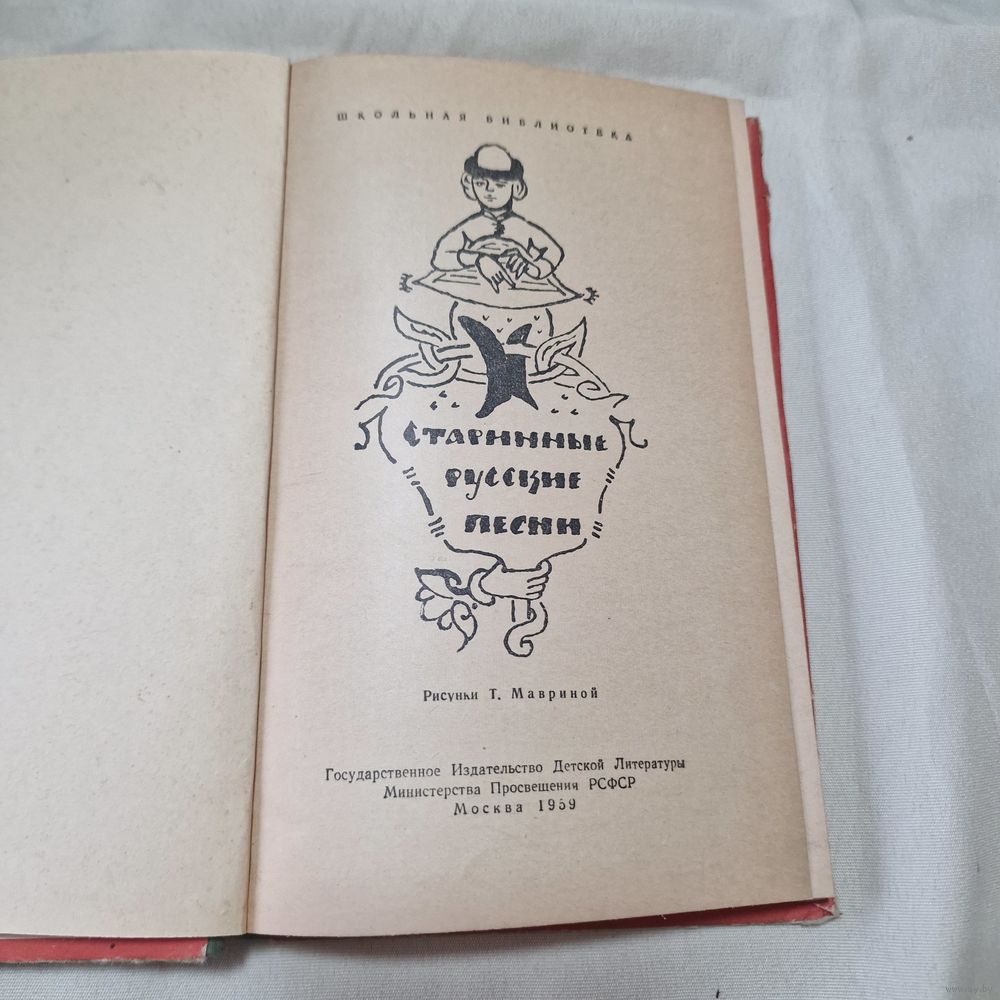 ШКОЛЬНАЯ БИБЛИОТЕКА
СТАРИННЫЕ
РУССКИЕ
ПЕСНИ
Рисунки Т. Мавриной
Государственное Издательство Детской Литературы
Министерства Просвещения РСФСР
Москва 1959